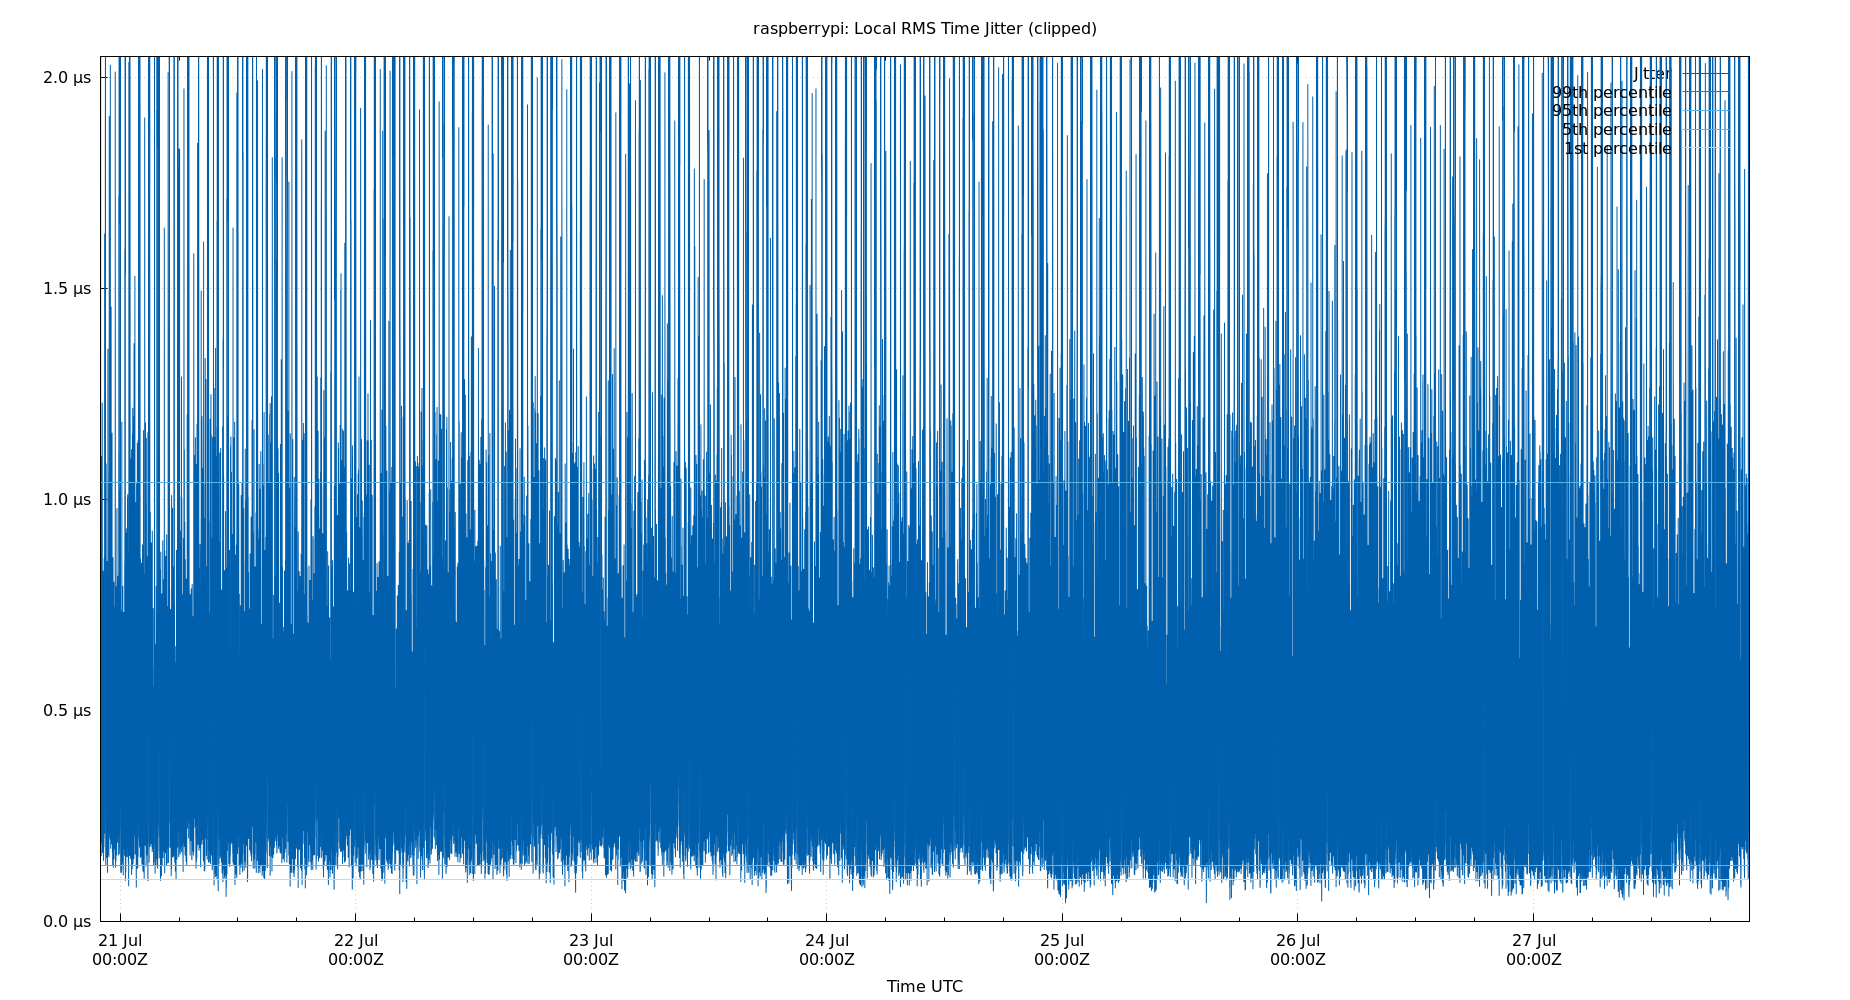 raspberrypi: Local RMS Time Jitter (clipped)
2.0 µs
1.5 µs
1.0 µs
0.5 µs
0.0 µs
Jitter
99th percentile
95th percentile
5th percentile
1st percentile
21 Jul
00:00Z
22 Jul
00:00Z
23 Jul
00:00Z
24 Jul
00:00Z
25 Jul
00:00Z
26 Jul
00:00Z
27 Jul
00:00Z
Time UTC